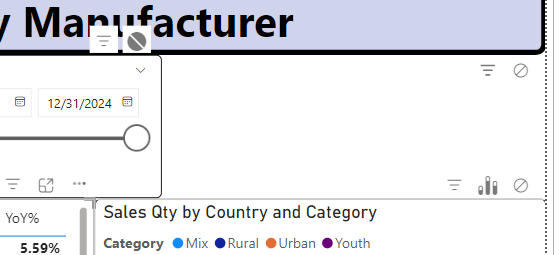 y Manufacturer
12/31/2024
Sales Qty by Country and Category
YoY%
Category Mix Rural Urban Youth
5.59%